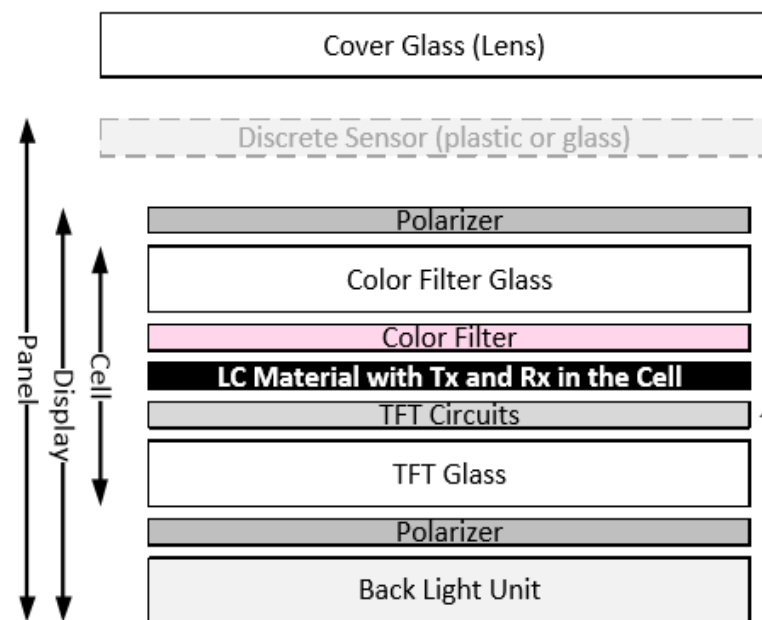 Cover Glass (Lens)
Discrete Sensor (plastic or glass)
Polarizer
Color Filter Glass
Color Filter
LC Material with Tx and Rx in the Cell
TFT Circuits
TFT Glass
Polarizer
Back Light Unit
Panel
Display
Cell